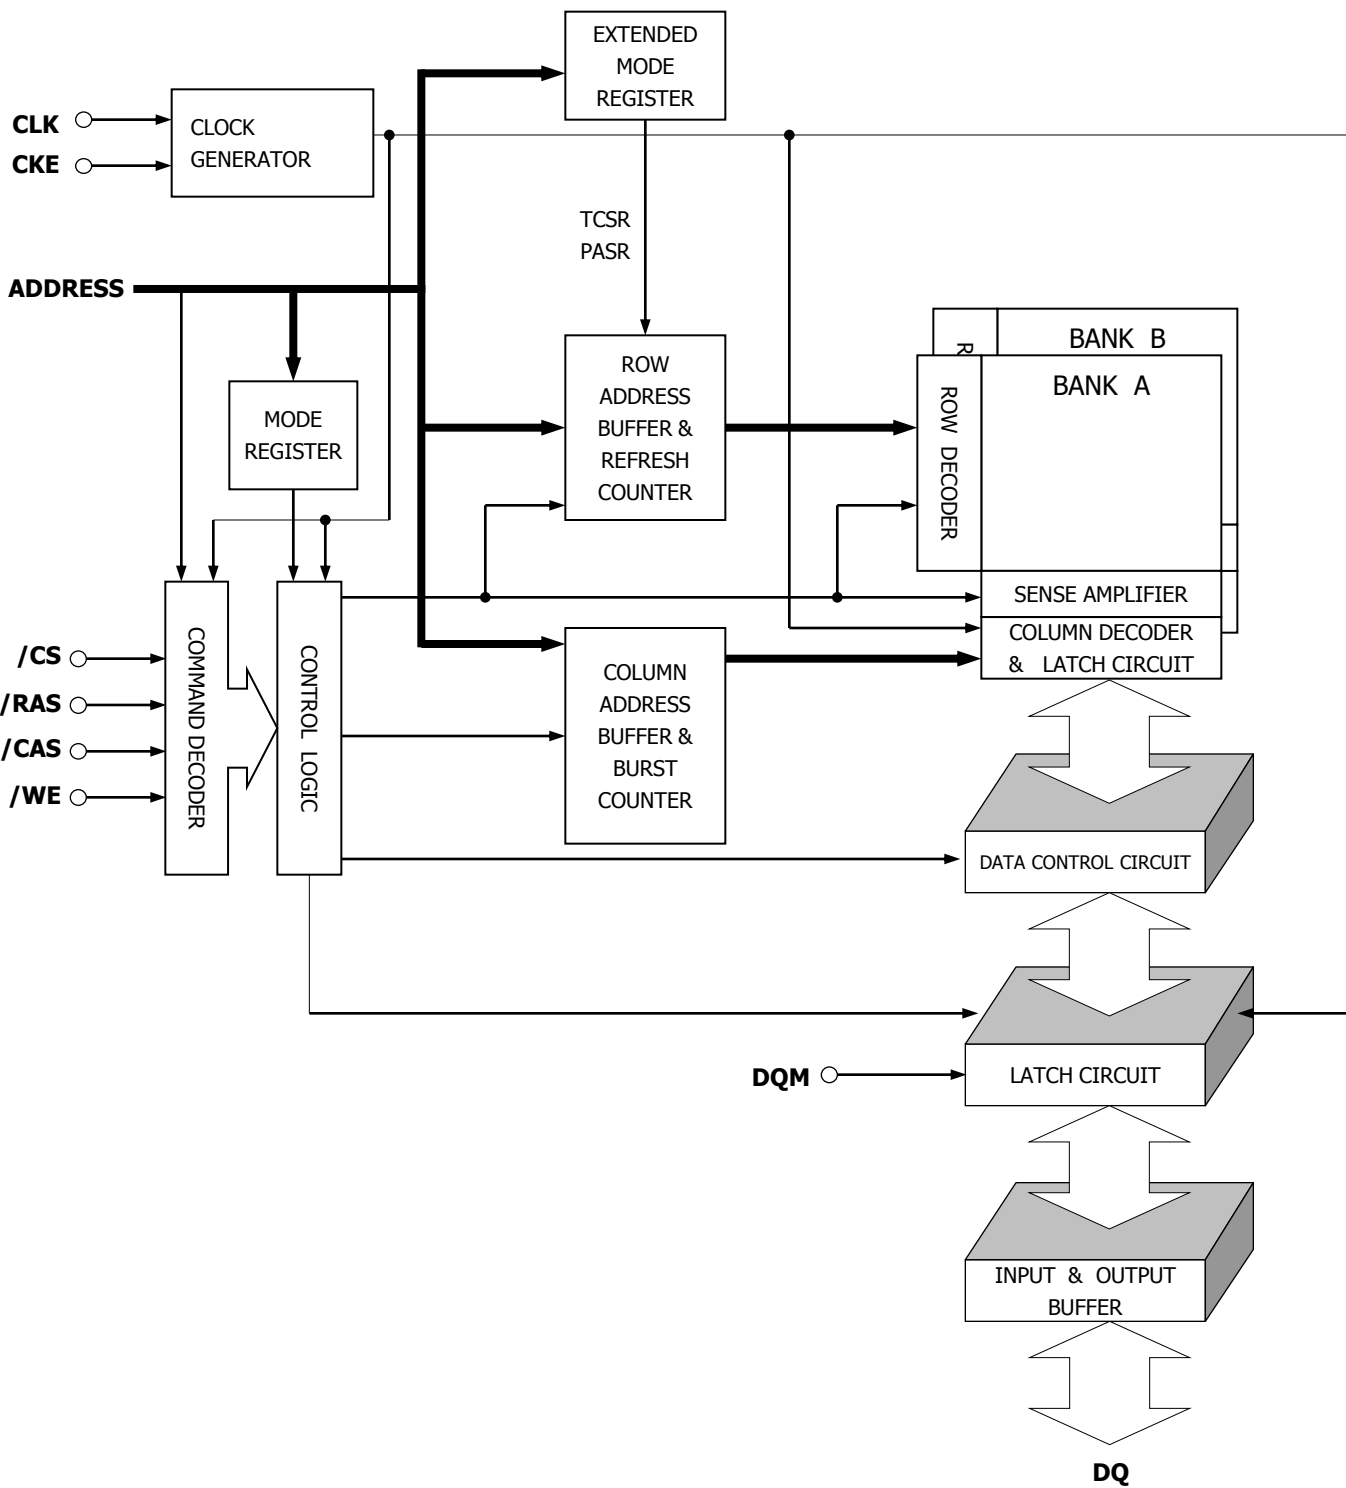 EXTENDED
MODE
REGISTER
CLK
CKE
CLOCK
GENERATOR
TCSR
PASR
ADDRESS
MODE
REGISTER
ROW
ADDRESS
BUFFER &
REFRESH
COUNTER
BANK B
R
BANK A
ROW DECODER
SENSE AMPLIFIER
COLUMN DECODER
& LATCH CIRCUIT
/CS
/RAS
/CAS
/WE
COMMAND DECODER
CONTROL LOGIC
COLUMN
ADDRESS
BUFFER &
BURST
COUNTER
DATA CONTROL CIRCUIT
DQM
LATCH CIRCUIT
INPUT & OUTPUT
BUFFER
DQ